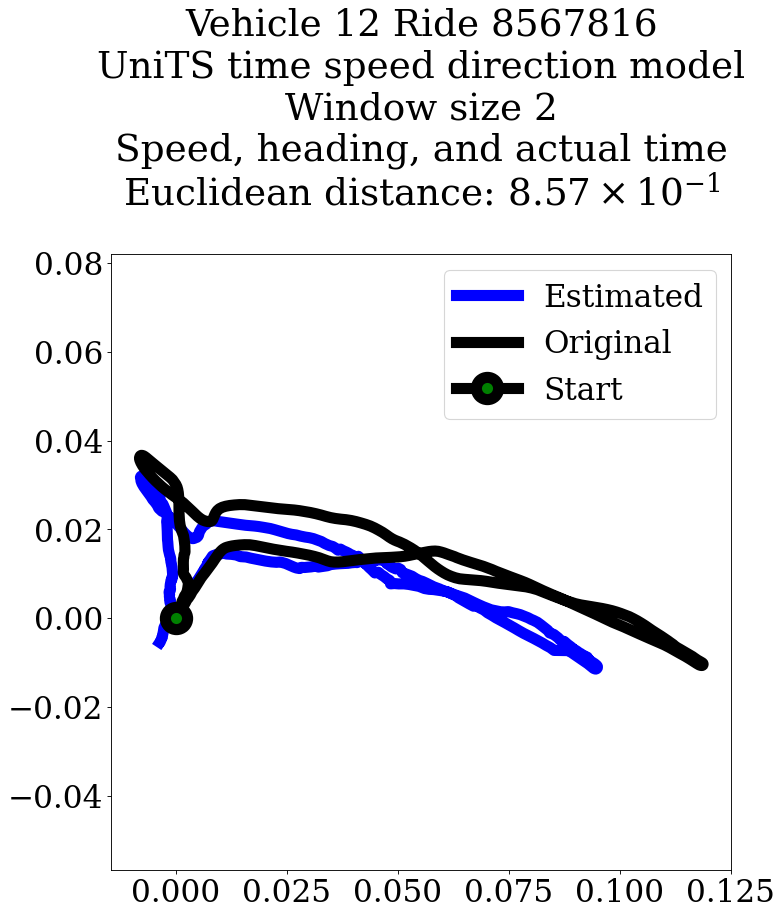 Vehicle 12 Ride 8567816
UniTS time speed direction model
Window size 2
Speed, heading, and actual time
Euclidean distance: 8.57 × 10⁻¹
0.08
0.06
0.04
0.02
0.00
−0.02
−0.04
0.000 0.025 0.050 0.075 0.100 0.125
Estimated
Original
Start